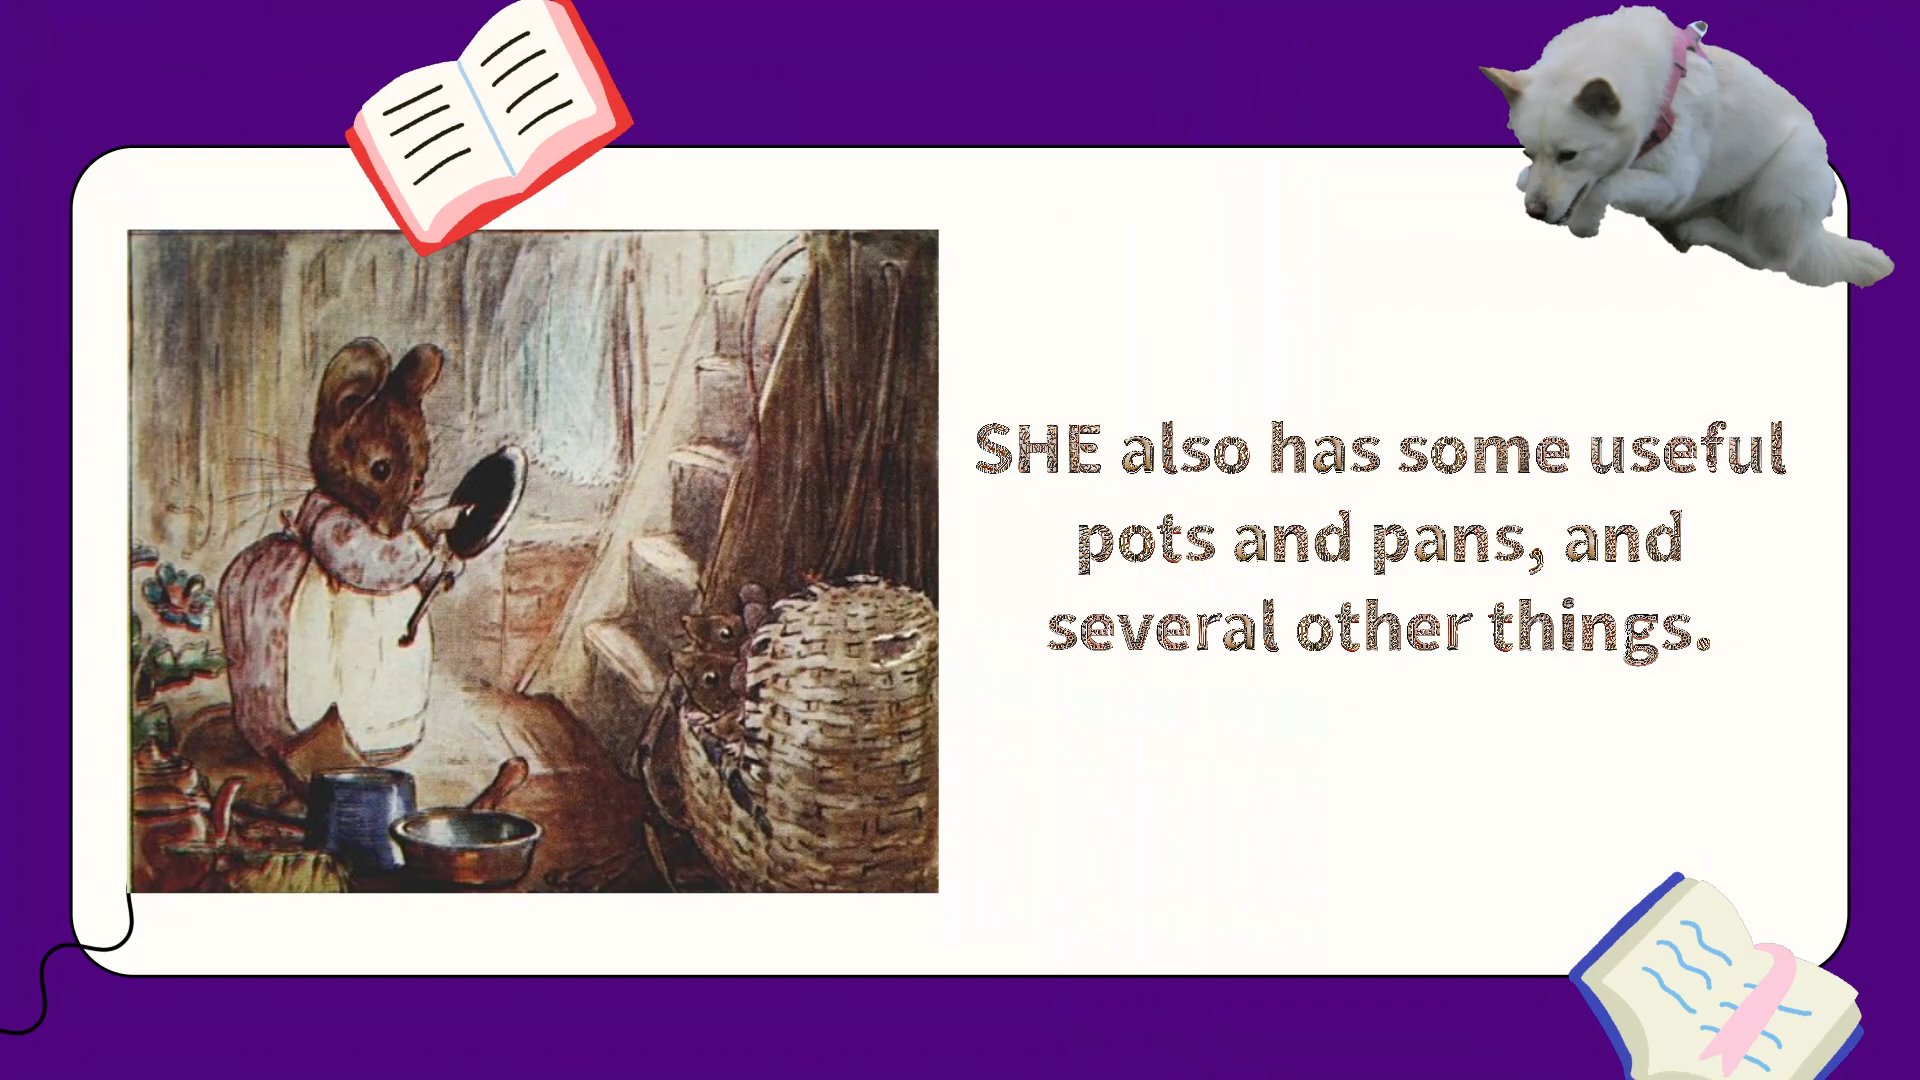 SHE also has some useful
pots and pans, and
several other things.